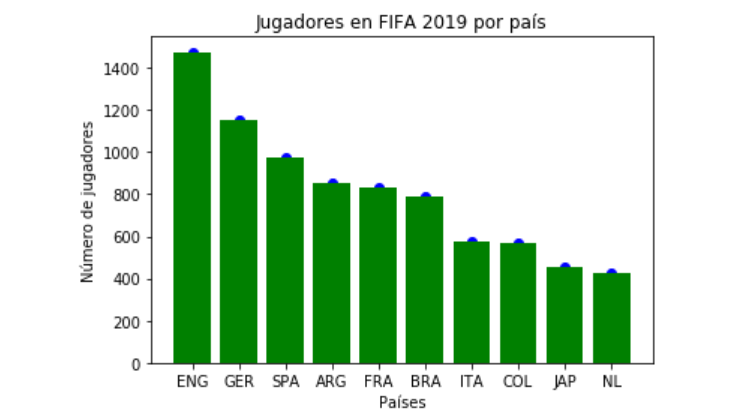 Jugadores en FIFA 2019 por país
Número de jugadores
1400
1200
1000
800
600
400
200
0
ENG GER SPA ARG FRA BRA ITA COL JAP NL
Países